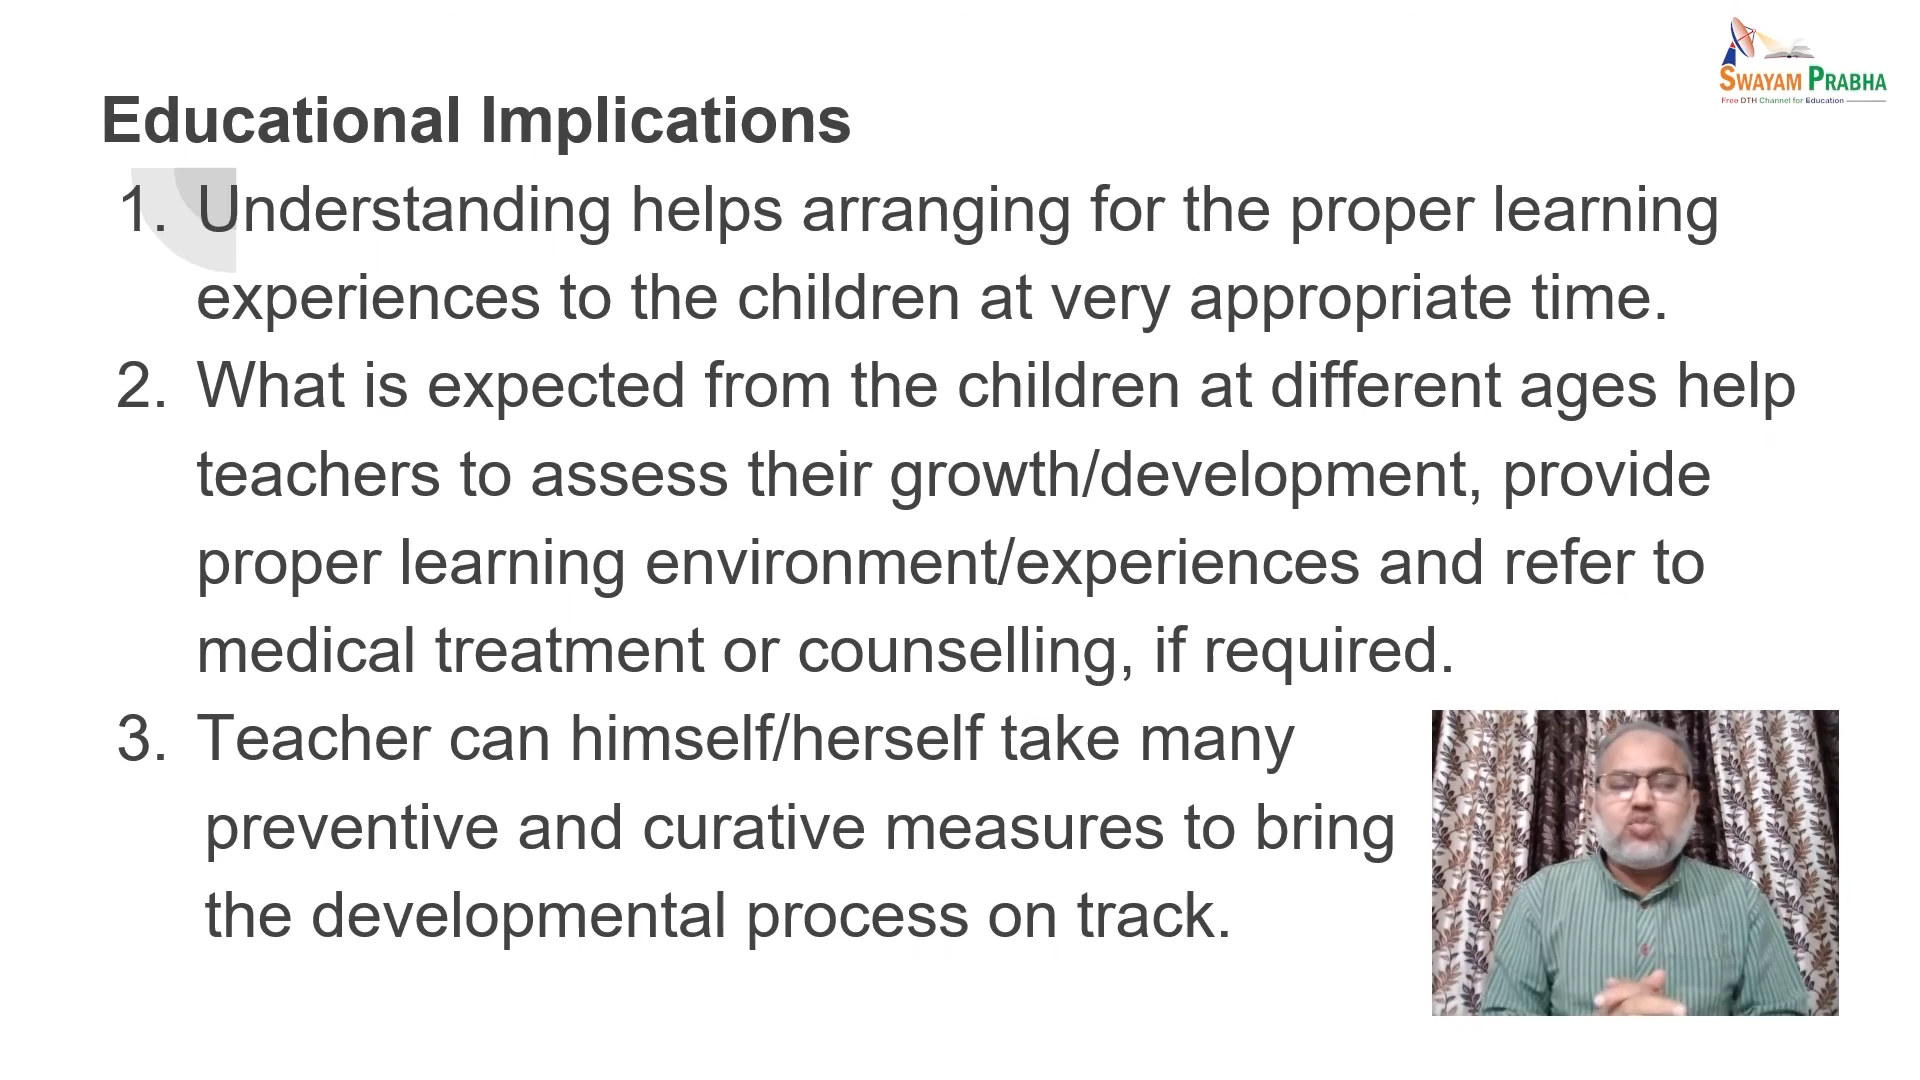 SWAYAM PRABHA
Free DTH Channel for Education
Educational Implications
1. Understanding helps arranging for the proper learning
experiences to the children at very appropriate time.
2. What is expected from the children at different ages help
teachers to assess their growth/development, provide
proper learning environment/experiences and refer to
medical treatment or counselling, if required.
3. Teacher can himself/herself take many
preventive and curative measures to bring
the developmental process on track.